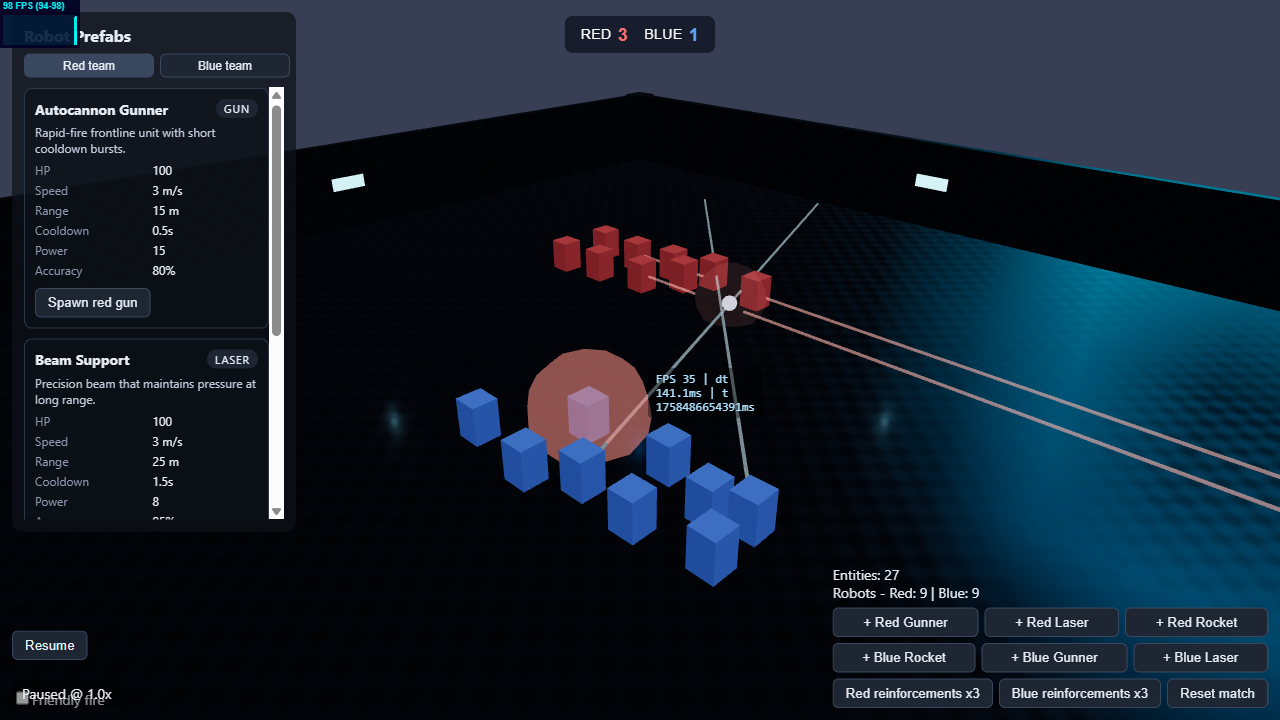 98 FPS (94-98)
Robot Prefabs
Red team
Blue team
Autocannon Gunner
GUN
Rapid-fire frontline unit with short
cooldown bursts.
HP 100
Speed 3 m/s
Range 15 m
Cooldown 0.5s
Power 15
Accuracy 80%
Spawn red gun
Beam Support
LASER
Precision beam that maintains pressure at
long range.
HP 100
Speed 3 m/s
Range 25 m
Cooldown 1.5s
Power 8
RED 3 BLUE 1
FPS 35 | dt
141.1ms | t
1758486654391ms
Entities: 27
Robots - Red: 9 | Blue: 9
+ Red Gunner
+ Red Laser
+ Red Rocket
+ Blue Rocket
+ Blue Gunner
+ Blue Laser
Red reinforcements x3
Blue reinforcements x3
Reset match
Resume
Paused @ 1.0x
Friendly fire